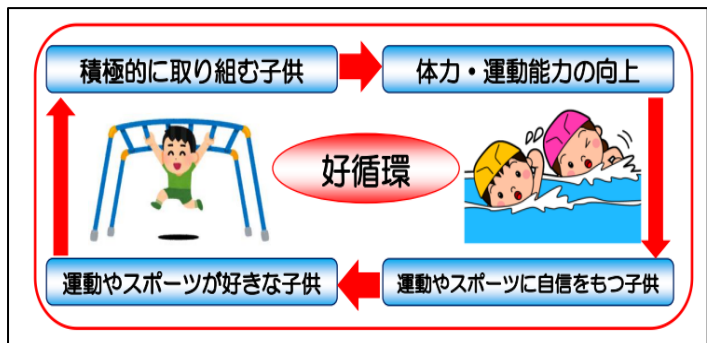 積極的に取り組む子供
体力・運動能力の向上
好循環
運動やスポーツが好きな子供
運動やスポーツに自信をもつ子供